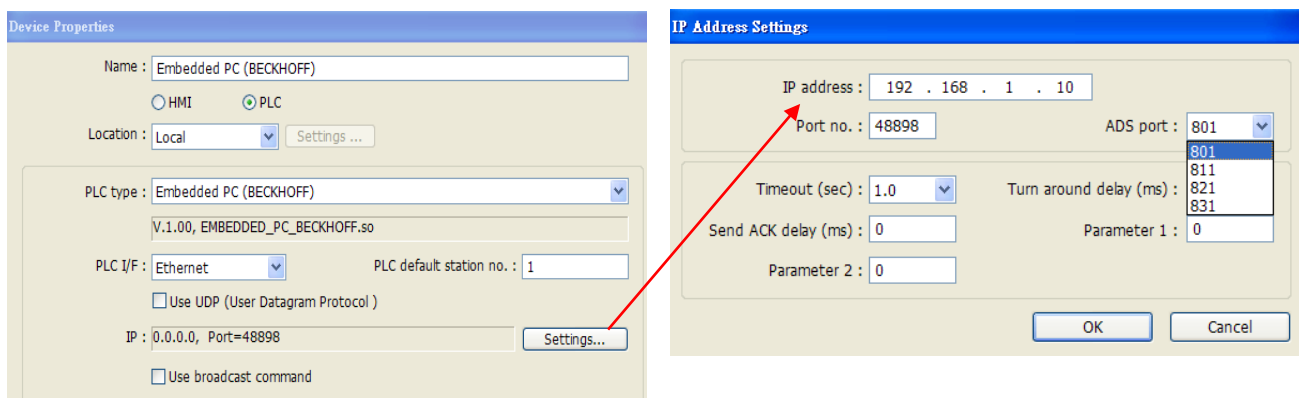 Device Properties
Name : Embedded PC (BECKHOFF)
HMI PLC
Location : Local Settings ...
PLC type : Embedded PC (BECKHOFF)
V.1.00, EMBEDDED_PC_BECKHOFF.so
PLC I/F : Ethernet PLC default station no. : 1
Use UDP (User Datagram Protocol )
IP : 0.0.0.0, Port=48898 Settings...
Use broadcast command
IP Address Settings
IP address : 192 . 168 . 1 . 10
Port no. : 48898 ADS port : 801
801
811
Timeout (sec) : 1.0 Turn around delay (ms) : 821
831
Send ACK delay (ms) : 0 Parameter 1 : 0
Parameter 2 : 0
OK Cancel